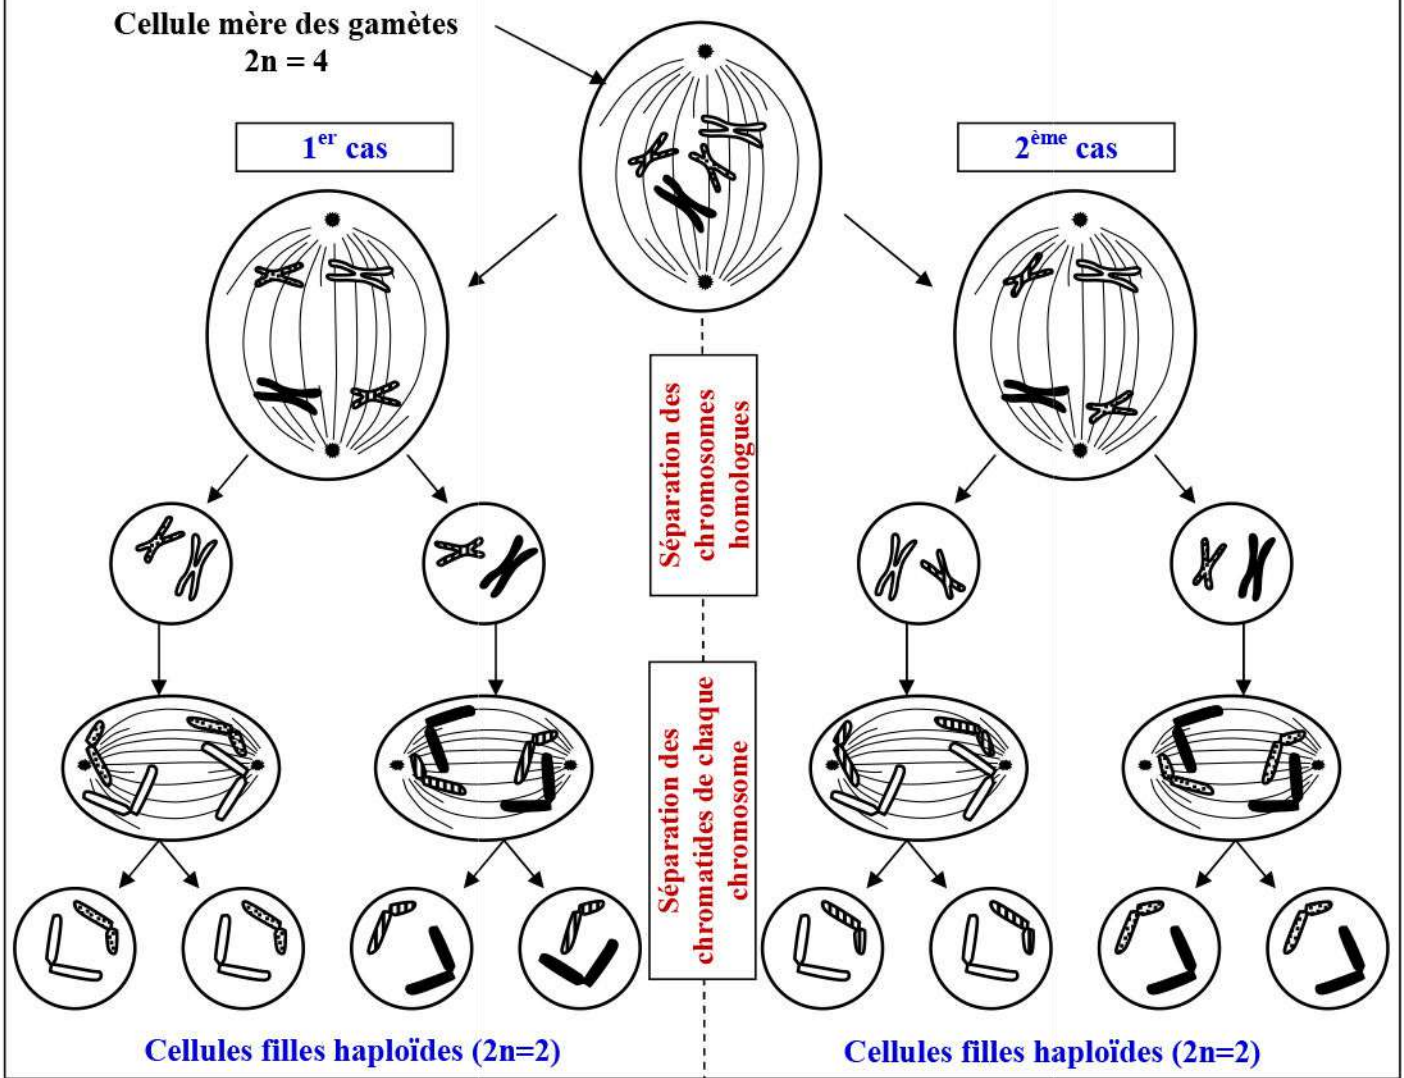 Cellule mère des gamètes
2n = 4
1er cas
2ème cas
Séparation des
chromosomes
homologues
Séparation des
chromatides de chaque
chromosome
Cellules filles haploïdes (2n=2)
Cellules filles haploïdes (2n=2)